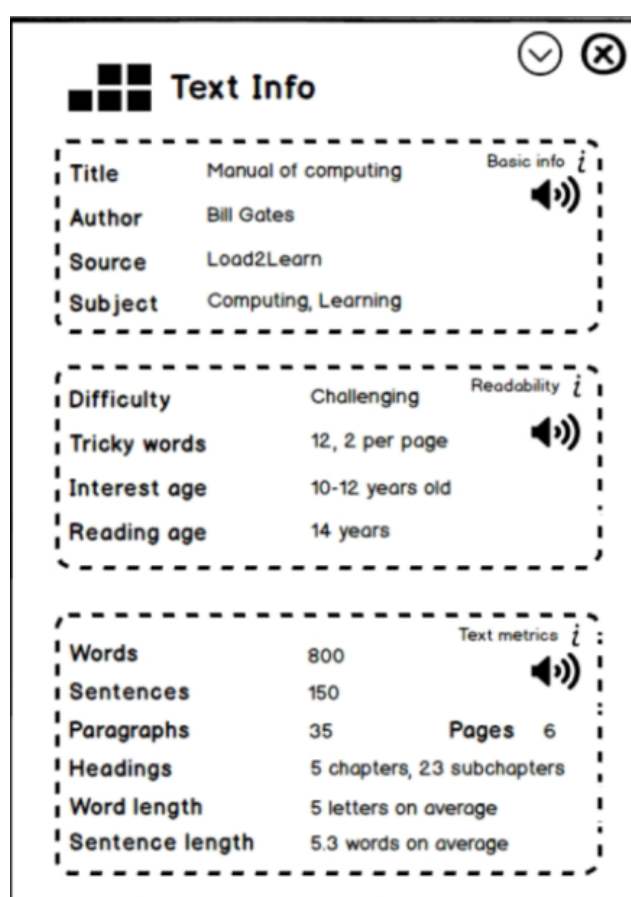 Text Info
Basic info i
Title Manual of computing
Author Bill Gates
Source Load2Learn
Subject Computing, Learning
Readability i
Difficulty Challenging
Tricky words 12, 2 per page
Interest age 10-12 years old
Reading age 14 years
Text metrics i
Words 800
Sentences 150
Paragraphs 35 Pages 6
Headings 5 chapters, 23 subchapters
Word length 5 letters on average
Sentence length 5.3 words on average